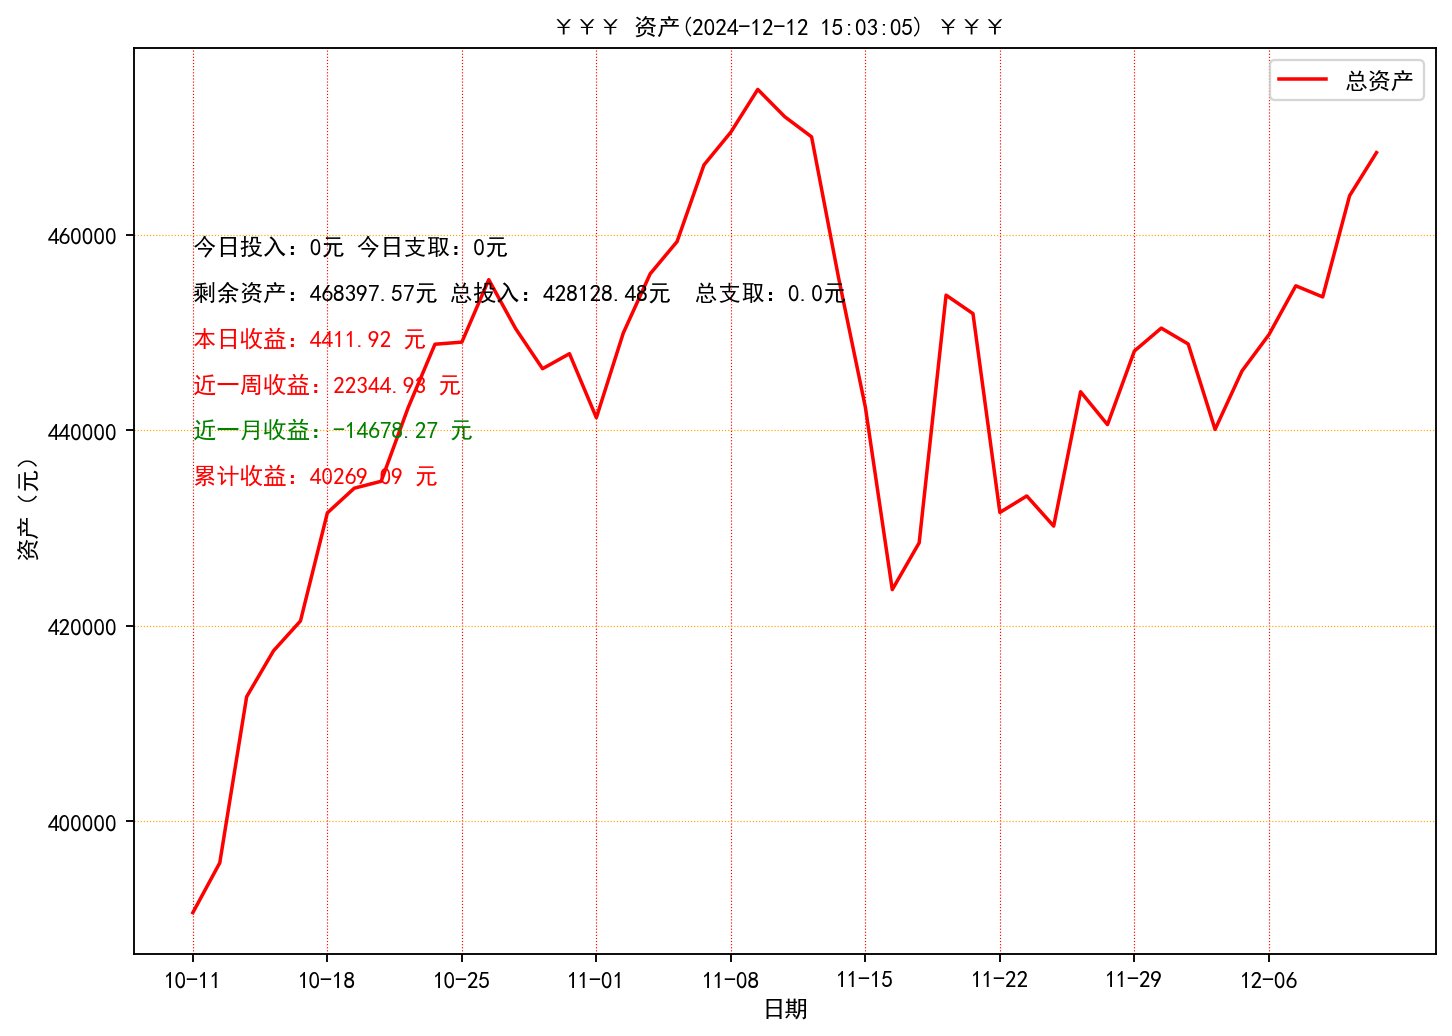 ￥￥￥ 资产(2024-12-12 15:03:05) ￥￥￥
总资产
460000
440000
420000
400000
资产（元）
今日投入：0元 今日支取：0元
剩余资产：468397.57元 总投入：428128.48元  总支取：0.0元
本日收益：4411.92 元
近一周收益：22344.93 元
近一月收益：-14678.27 元
累计收益：40269.09 元
10-11 10-18 10-25 11-01 11-08 11-15 11-22 11-29 12-06
日期